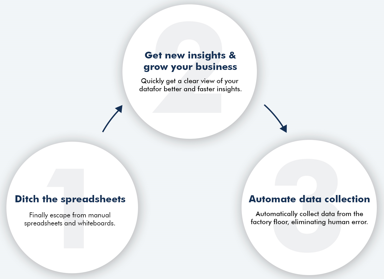 1
Ditch the spreadsheets
Finally escape from manual
spreadsheets and whiteboards.
2
Get new insights &
grow your business
Quickly get a clear view of your
datafor better and faster insights.
3
Automate data collection
Automatically collect data from the
factory floor, eliminating human error.